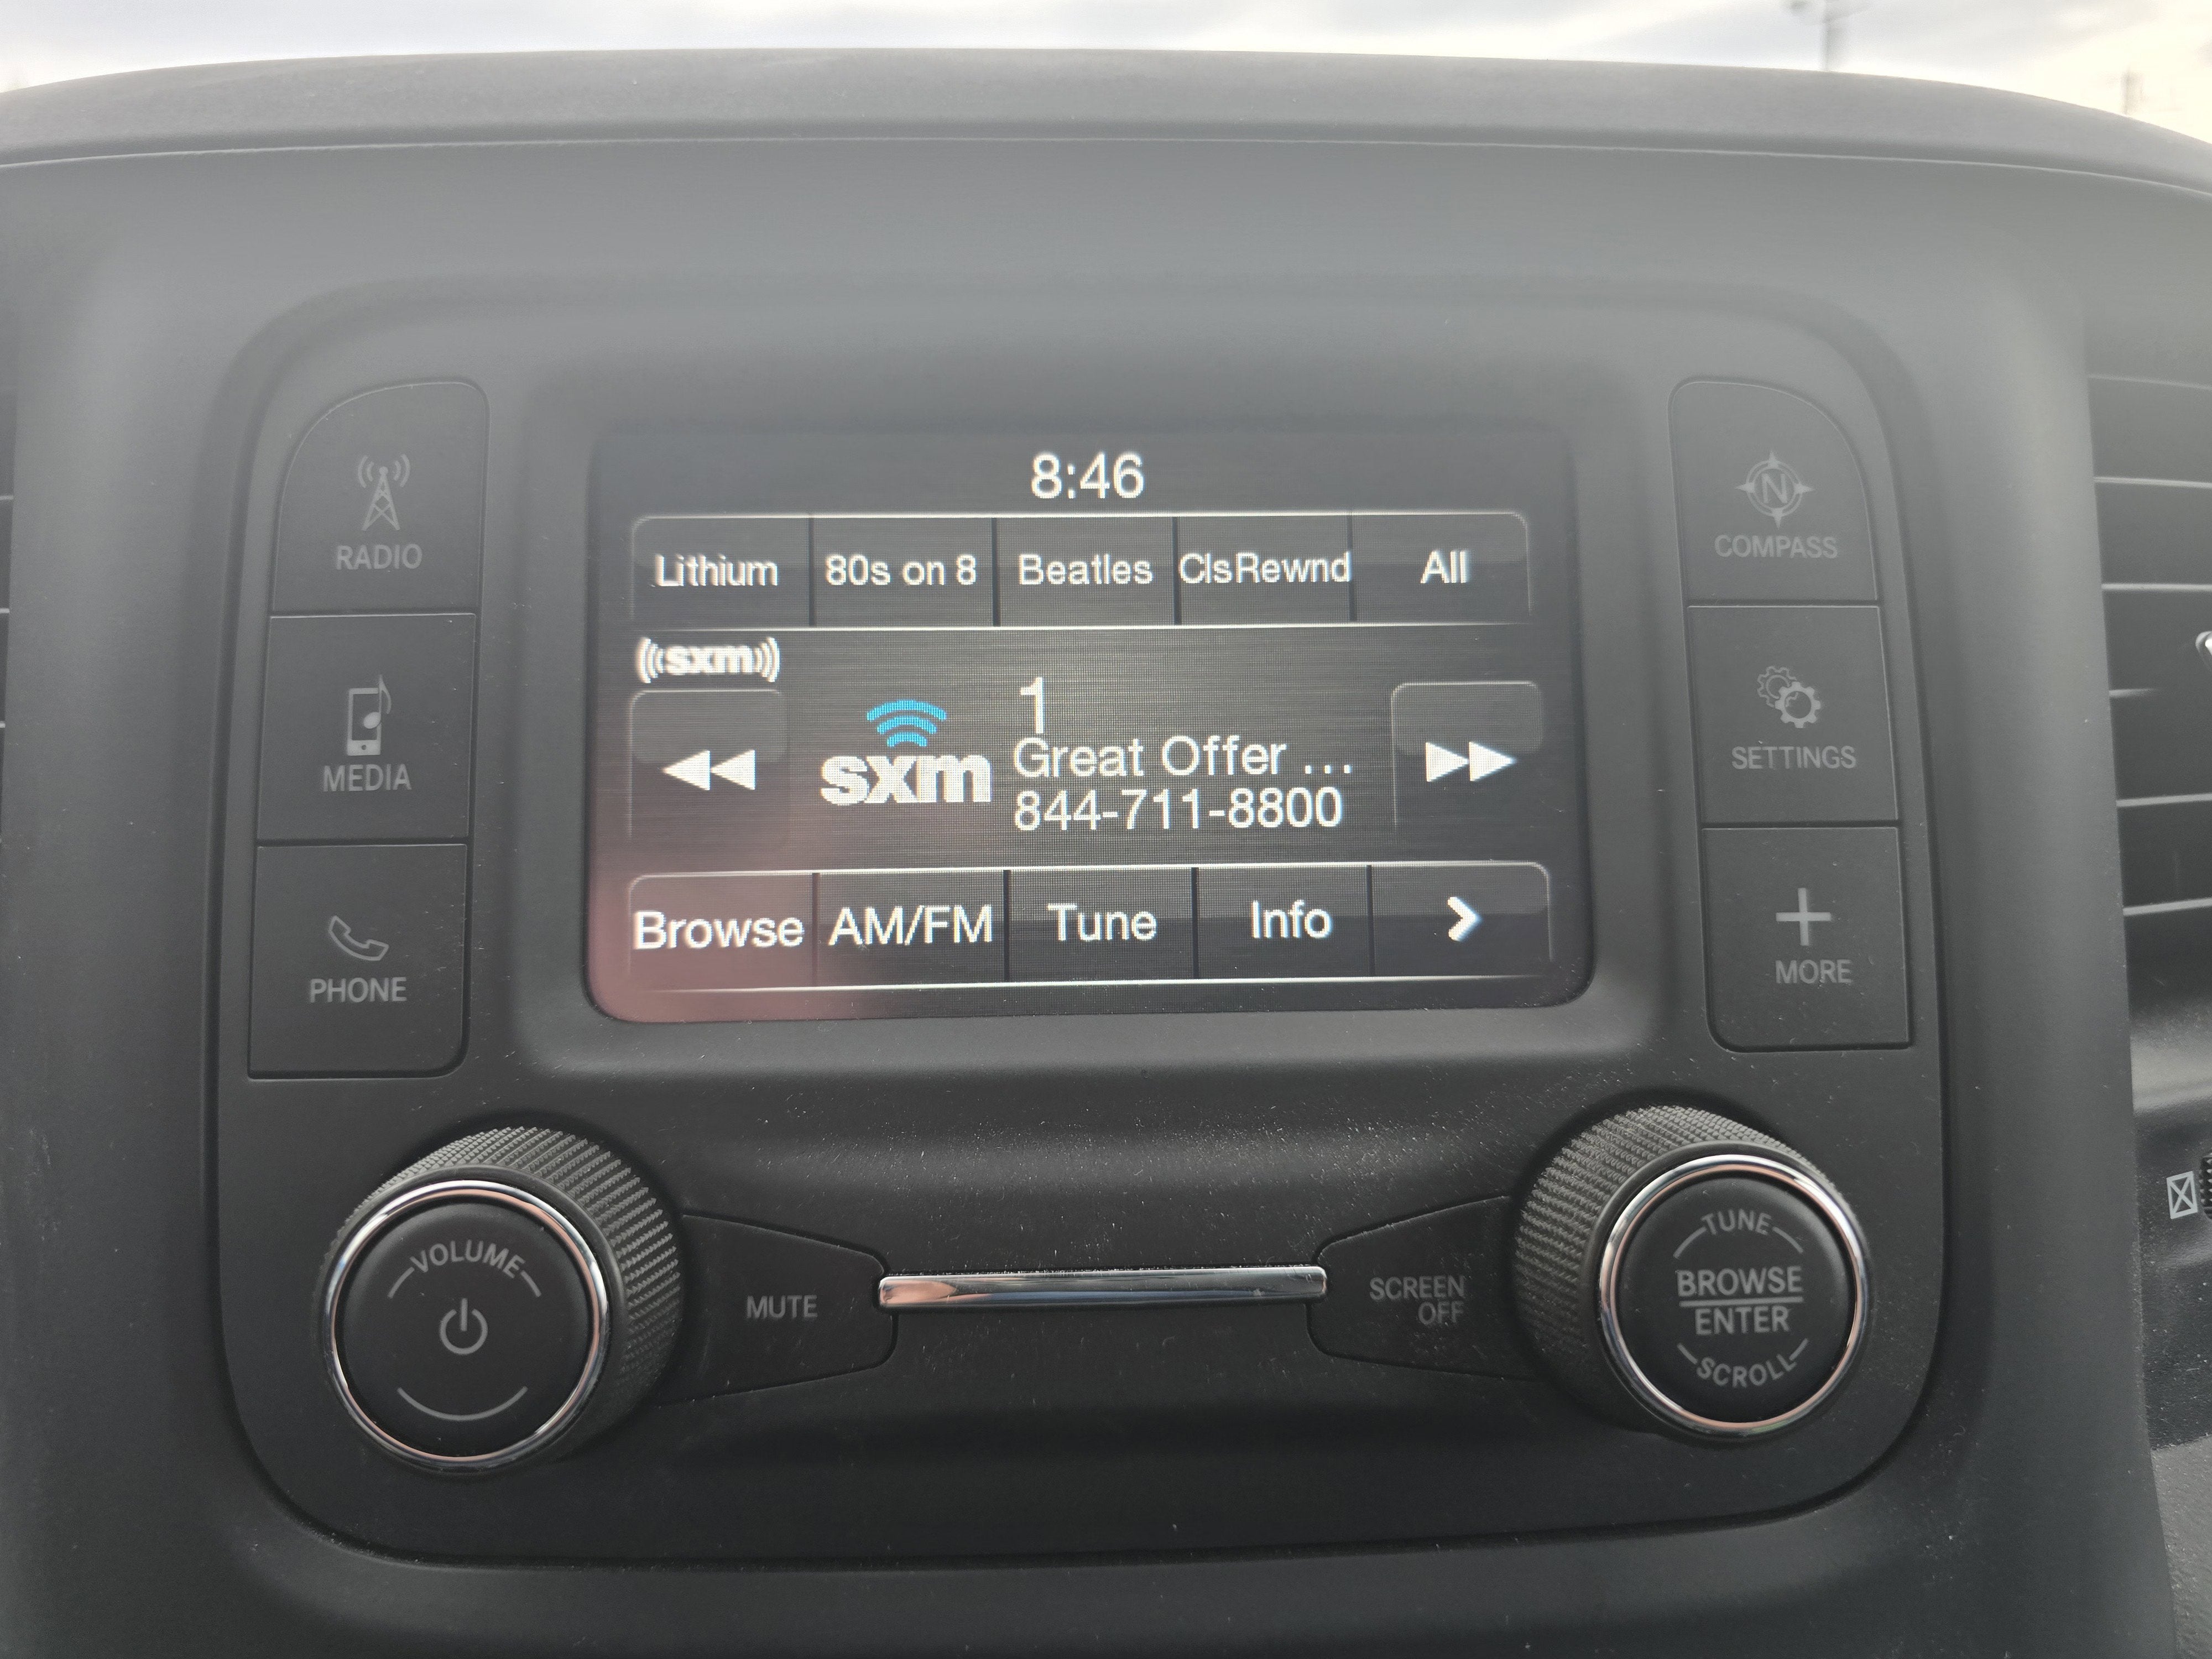 8:46
Lithium 80s on 8 Beatles ClsRewnd All
((sxm))
1
sxm
Great Offer ...
844-711-8800
Browse AM/FM Tune Info >
RADIO
MEDIA
PHONE
N
COMPASS
SETTINGS
MORE
VOLUME
MUTE
SCREEN
OFF
TUNE
BROWSE
ENTER
SCROLL